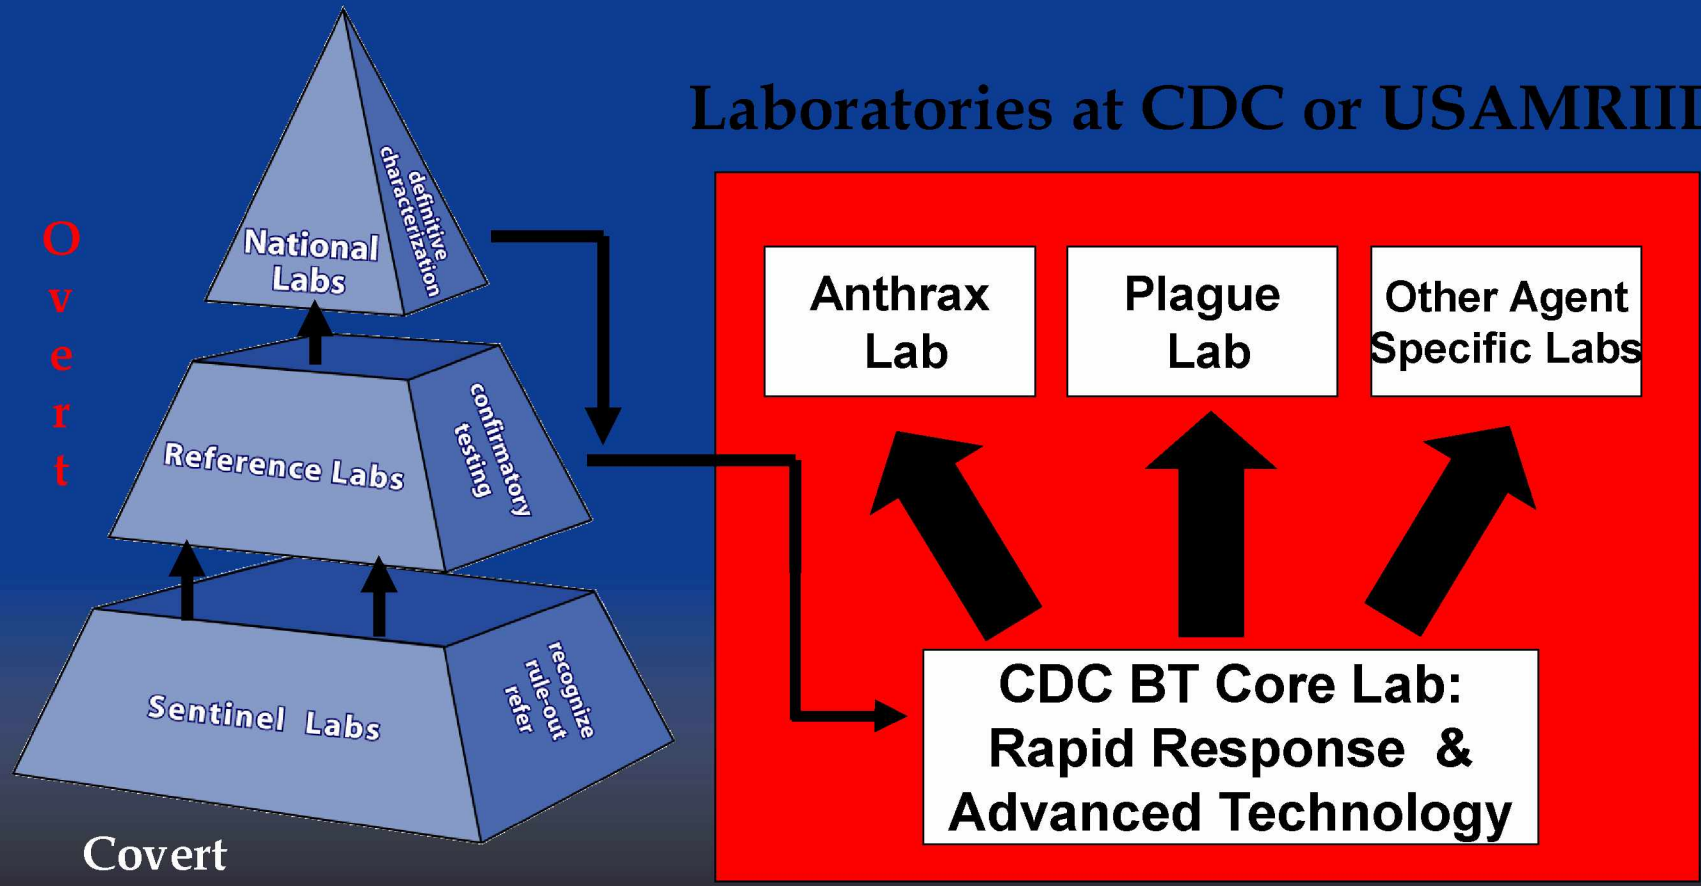 Laboratories at CDC or USAMRIID
O
v
e
r
t
National
Labs
definitive
characterization
Reference Labs
confirmatory
testing
Sentinel Labs
recognize
rule-out
refer
Covert
Anthrax
Lab
Plague
Lab
Other Agent
Specific Labs
CDC BT Core Lab:
Rapid Response &
Advanced Technology